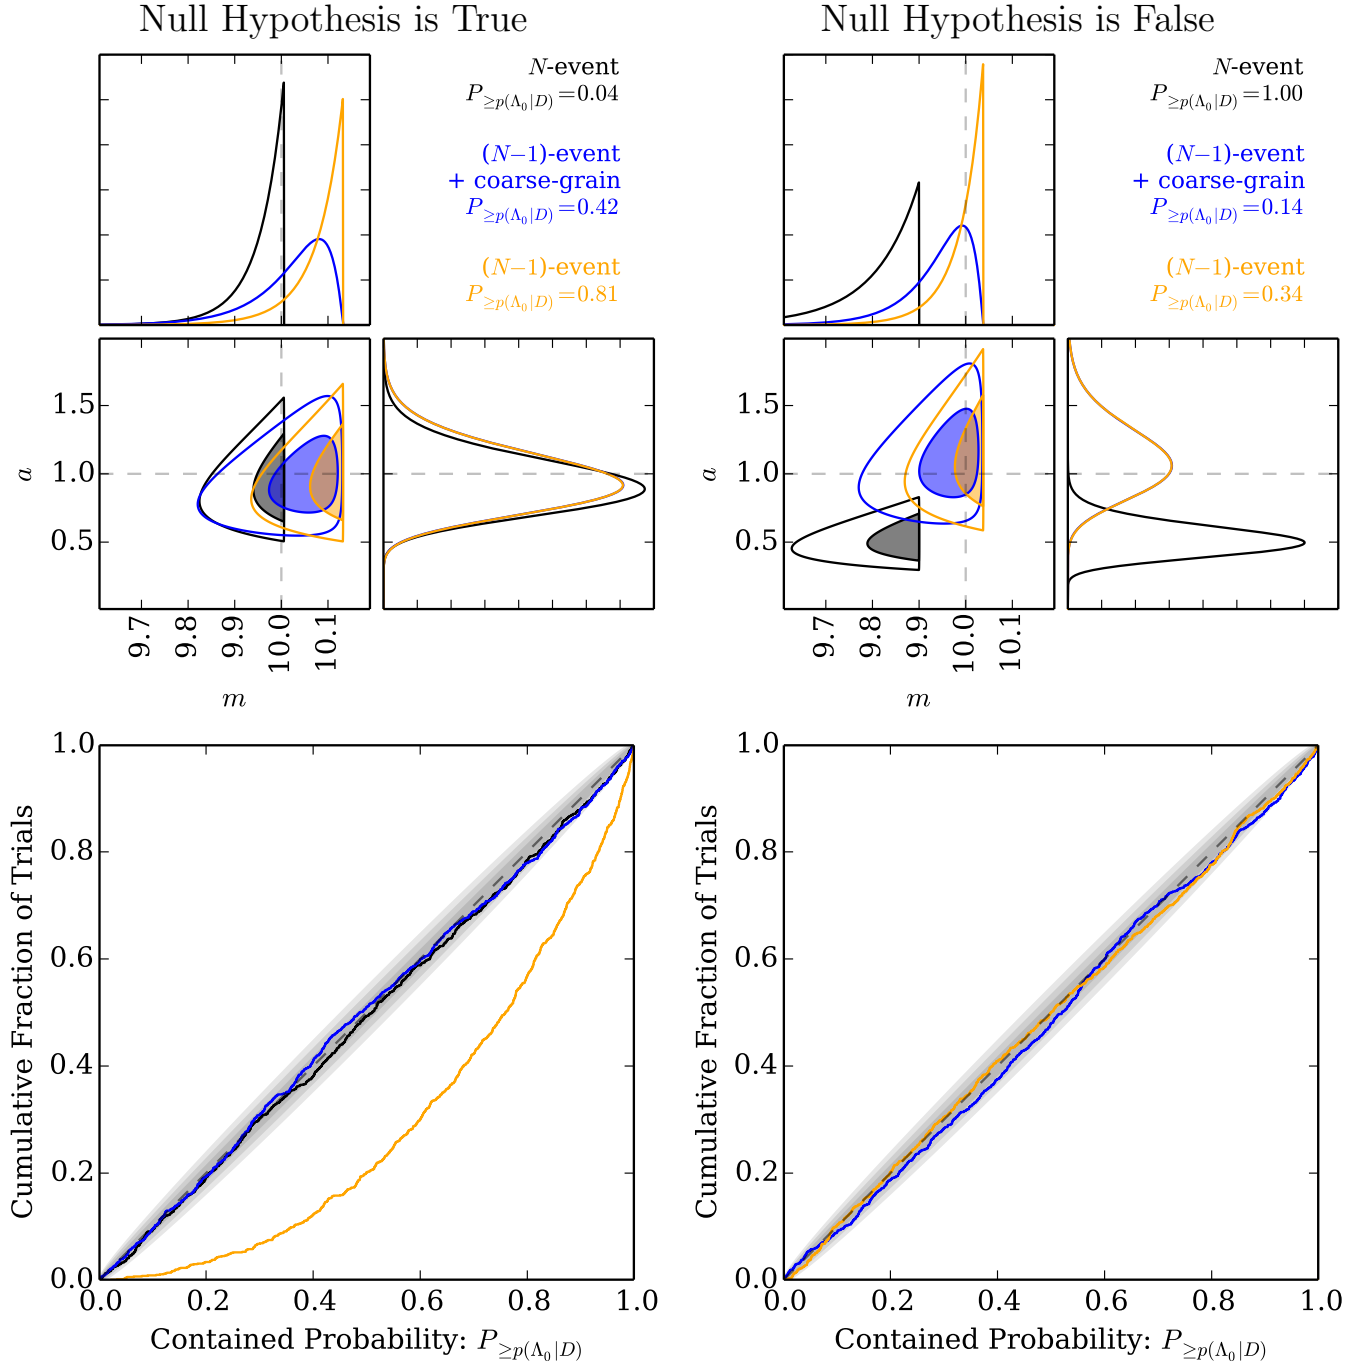 Null Hypothesis is True
N-event
P≥p(Λ0|D)=0.04
(N−1)-event
+ coarse-grain
P≥p(Λ0|D)=0.42
(N−1)-event
P≥p(Λ0|D)=0.81
a
1.5
1.0
0.5
9.7
9.8
9.9
10.0
10.1
m
Null Hypothesis is False
N-event
P≥p(Λ0|D)=1.00
(N−1)-event
+ coarse-grain
P≥p(Λ0|D)=0.14
(N−1)-event
P≥p(Λ0|D)=0.34
a
1.5
1.0
0.5
9.7
9.8
9.9
10.0
10.1
m
Cumulative Fraction of Trials
1.0
0.8
0.6
0.4
0.2
0.0
0.0 0.2 0.4 0.6 0.8 1.0
Contained Probability: P≥p(Λ0|D)
Cumulative Fraction of Trials
1.0
0.8
0.6
0.4
0.2
0.0
0.0 0.2 0.4 0.6 0.8 1.0
Contained Probability: P≥p(Λ0|D)